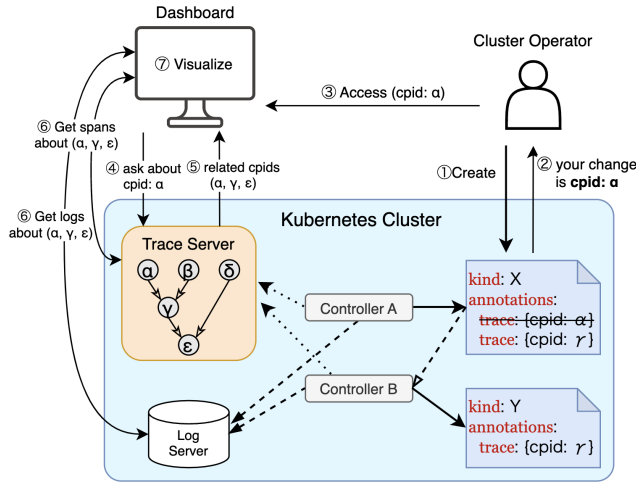 Dashboard
Cluster Operator
⑦ Visualize
③ Access (cpid: α)
⑥ Get spans
about (α, γ, ε)
④ ask about
cpid: α
⑤ related cpids
(α, γ, ε)
①Create
② your change
is cpid: α
⑥ Get logs
about (α, γ, ε)
Kubernetes Cluster
Trace Server
α β δ
γ
ε
Controller A
kind: X
annotations:
trace: {cpid: α}
trace: {cpid: γ}
Controller B
kind: Y
annotations:
trace: {cpid: γ}
Log
Server